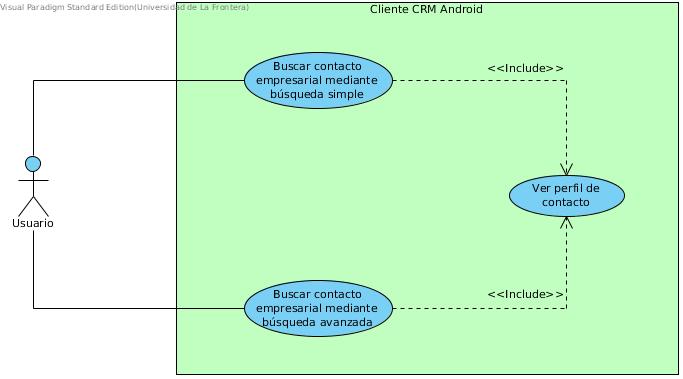 Visual Paradigm Standard Edition(Universidad de La Frontera)
Cliente CRM Android
Buscar contacto
empresarial mediante
búsqueda simple
<<Include>>
Ver perfil de
contacto
Usuario
<<Include>>
Buscar contacto
empresarial mediante
búsqueda avanzada